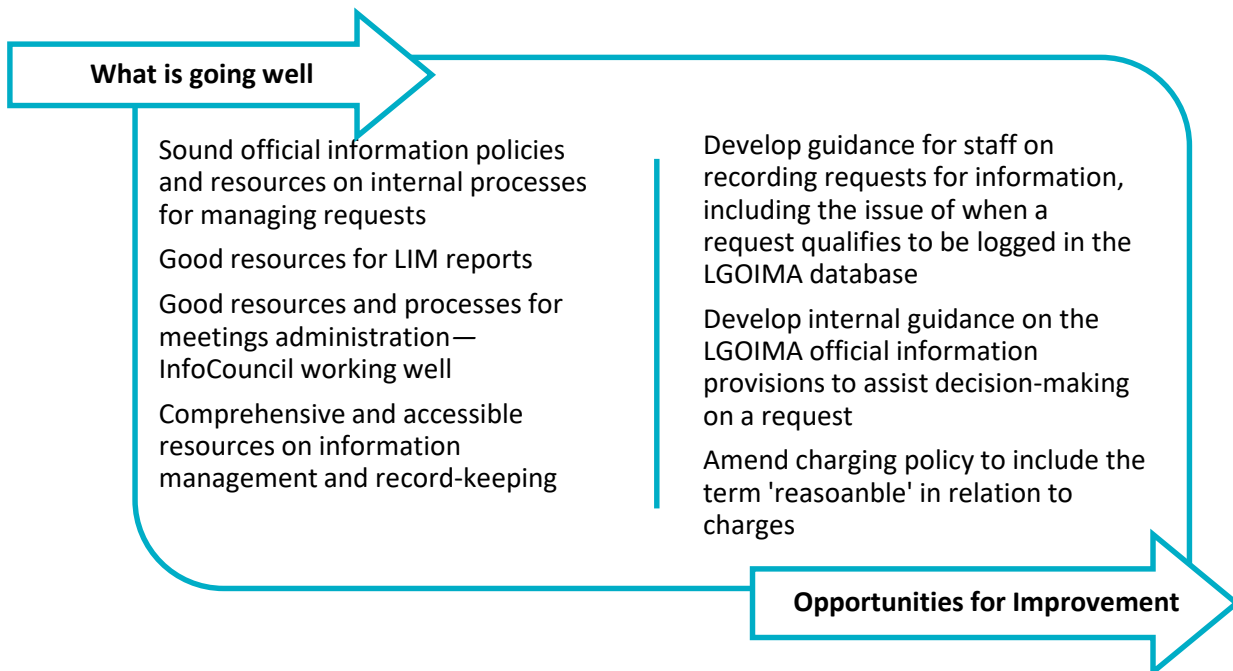 What is going well
Sound official information policies
and resources on internal processes
for managing requests
Good resources for LIM reports
Good resources and processes for
meetings administration—
InfoCouncil working well
Comprehensive and accessible
resources on information
management and record-keeping
Develop guidance for staff on
recording requests for information,
including the issue of when a
request qualifies to be logged in the
LGOIMA database
Develop internal guidance on the
LGOIMA official information
provisions to assist decision-making
on a request
Amend charging policy to include the
term 'reasoanble' in relation to
charges
Opportunities for Improvement